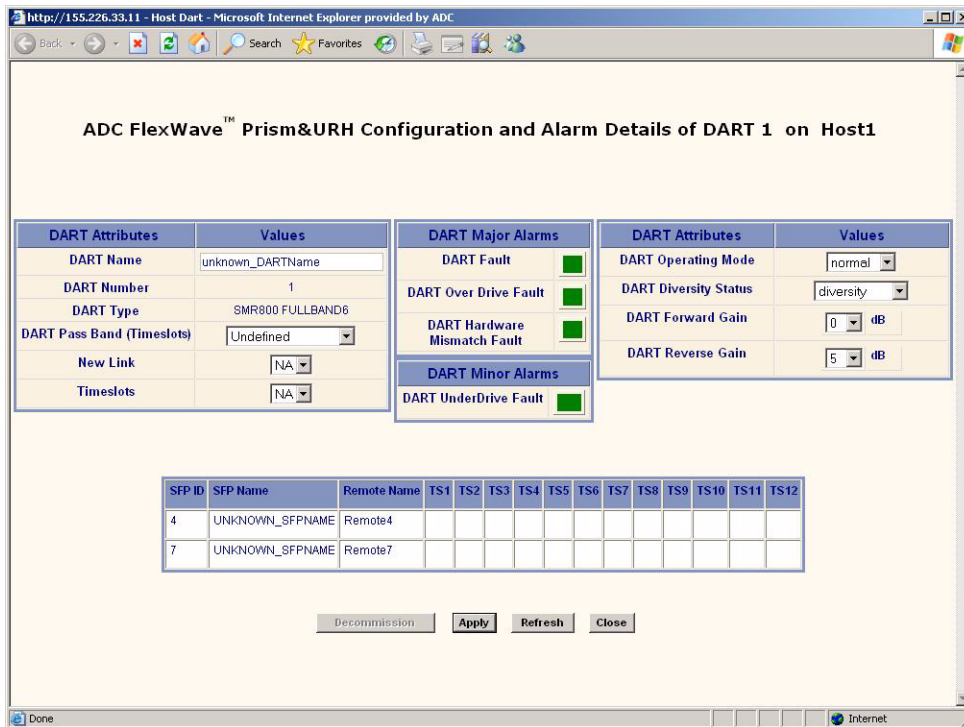 http://155.226.33.11 - Host Dart - Microsoft Internet Explorer provided by ADC
Back Search Favorites
ADC FlexWave™ Prism&URH Configuration and Alarm Details of DART 1 on Host1
DART Attributes Values
DART Name unknown_DARTName
DART Number 1
DART Type SMR800 FULLBAND6
DART Pass Band (Timeslots) Undefined
New Link NA
Timeslots NA
DART Major Alarms
DART Fault
DART Over Drive Fault
DART Hardware
Mismatch Fault
DART Minor Alarms
DART UnderDrive Fault
DART Attributes Values
DART Operating Mode normal
DART Diversity Status diversity
DART Forward Gain 0 dB
DART Reverse Gain 5 dB
SFP ID SFP Name Remote Name TS1 TS2 TS3 TS4 TS5 TS6 TS7 TS8 TS9 TS10 TS11 TS12
4 UNKNOWN_SFPNAME Remote4
7 UNKNOWN_SFPNAME Remote7
Decommission Apply Refresh Close
Done Internet